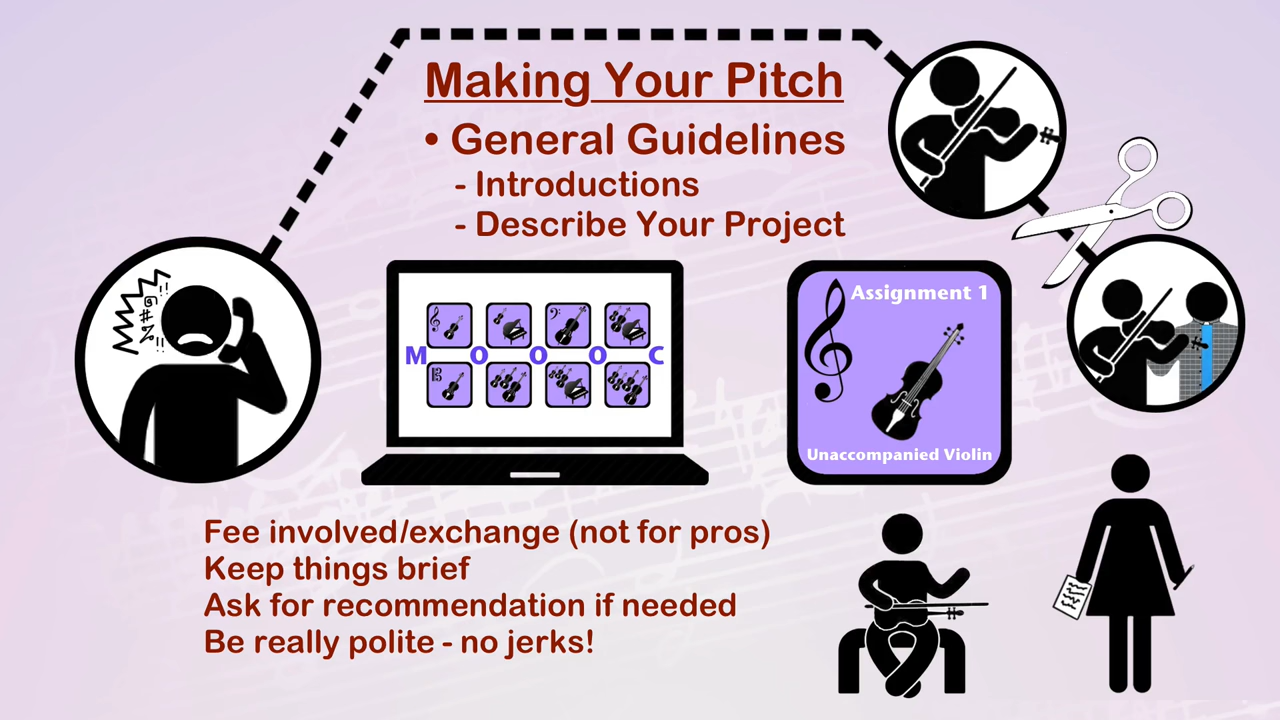 Making Your Pitch
• General Guidelines
- Introductions
- Describe Your Project
M O O O C
Assignment 1
Unaccompanied Violin
Fee involved/exchange (not for pros)
Keep things brief
Ask for recommendation if needed
Be really polite - no jerks!